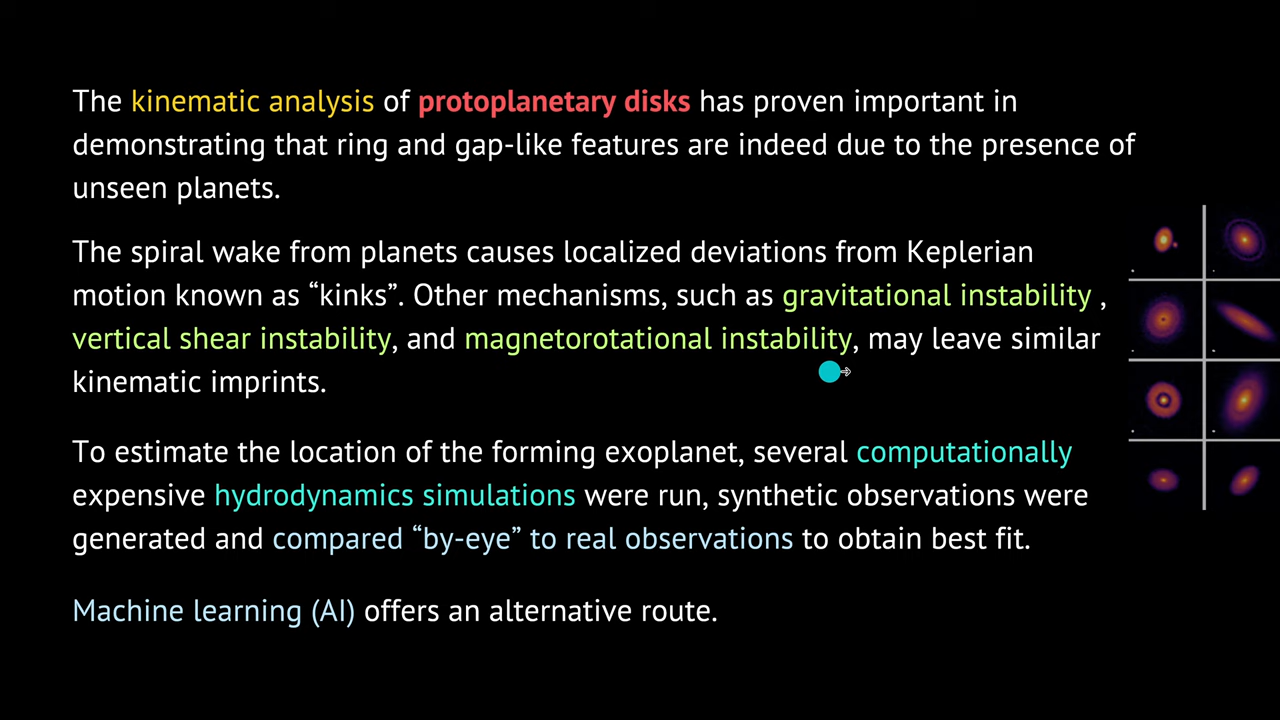 The kinematic analysis of protoplanetary disks has proven important in
demonstrating that ring and gap-like features are indeed due to the presence of
unseen planets.
The spiral wake from planets causes localized deviations from Keplerian
motion known as “kinks”. Other mechanisms, such as gravitational instability ,
vertical shear instability, and magnetorotational instability, may leave similar
kinematic imprints.
To estimate the location of the forming exoplanet, several computationally
expensive hydrodynamics simulations were run, synthetic observations were
generated and compared “by-eye” to real observations to obtain best fit.
Machine learning (AI) offers an alternative route.